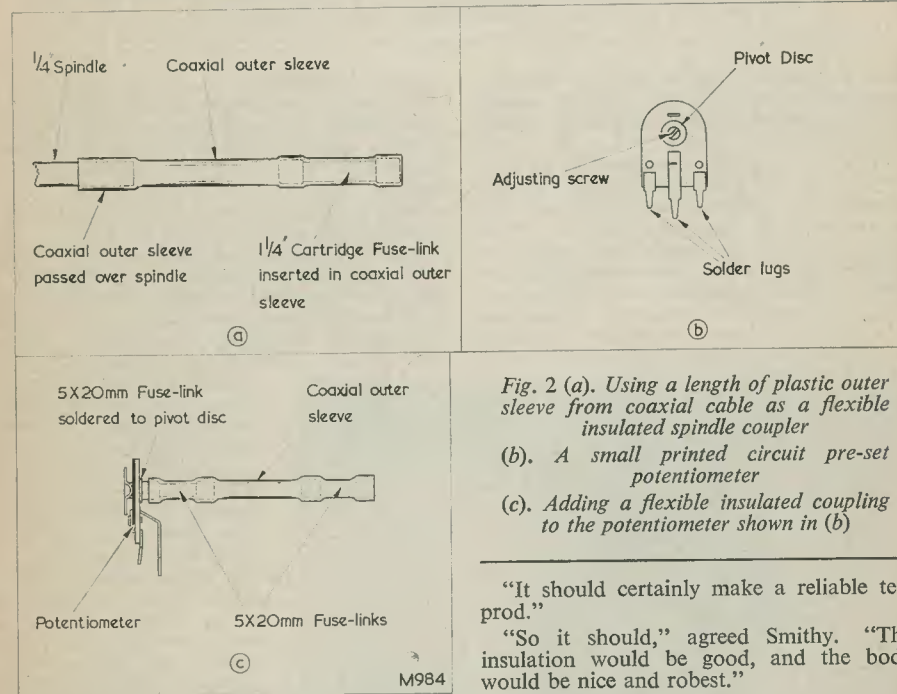 1/4 Spindle
Coaxial outer sleeve
Coaxial outer sleeve
passed over spindle
1 1/4" Cartridge Fuse-link
inserted in coaxial outer
sleeve
a
Pivot Disc
Adjusting screw
Solder lugs
b
5X20mm Fuse-link
soldered to pivot disc
Coaxial outer
sleeve
Potentiometer
5X20mm Fuse-links
c
M984
Fig. 2 (a). Using a length of plastic outer
sleeve from coaxial cable as a flexible
insulated spindle coupler
(b). A small printed circuit pre-set
potentiometer
(c). Adding a flexible insulated coupling
to the potentiometer shown in (b)
“It should certainly make a reliable te
prod.”
“So it should,” agreed Smithy. “Th
insulation would be good, and the bod
would be nice and robest.”